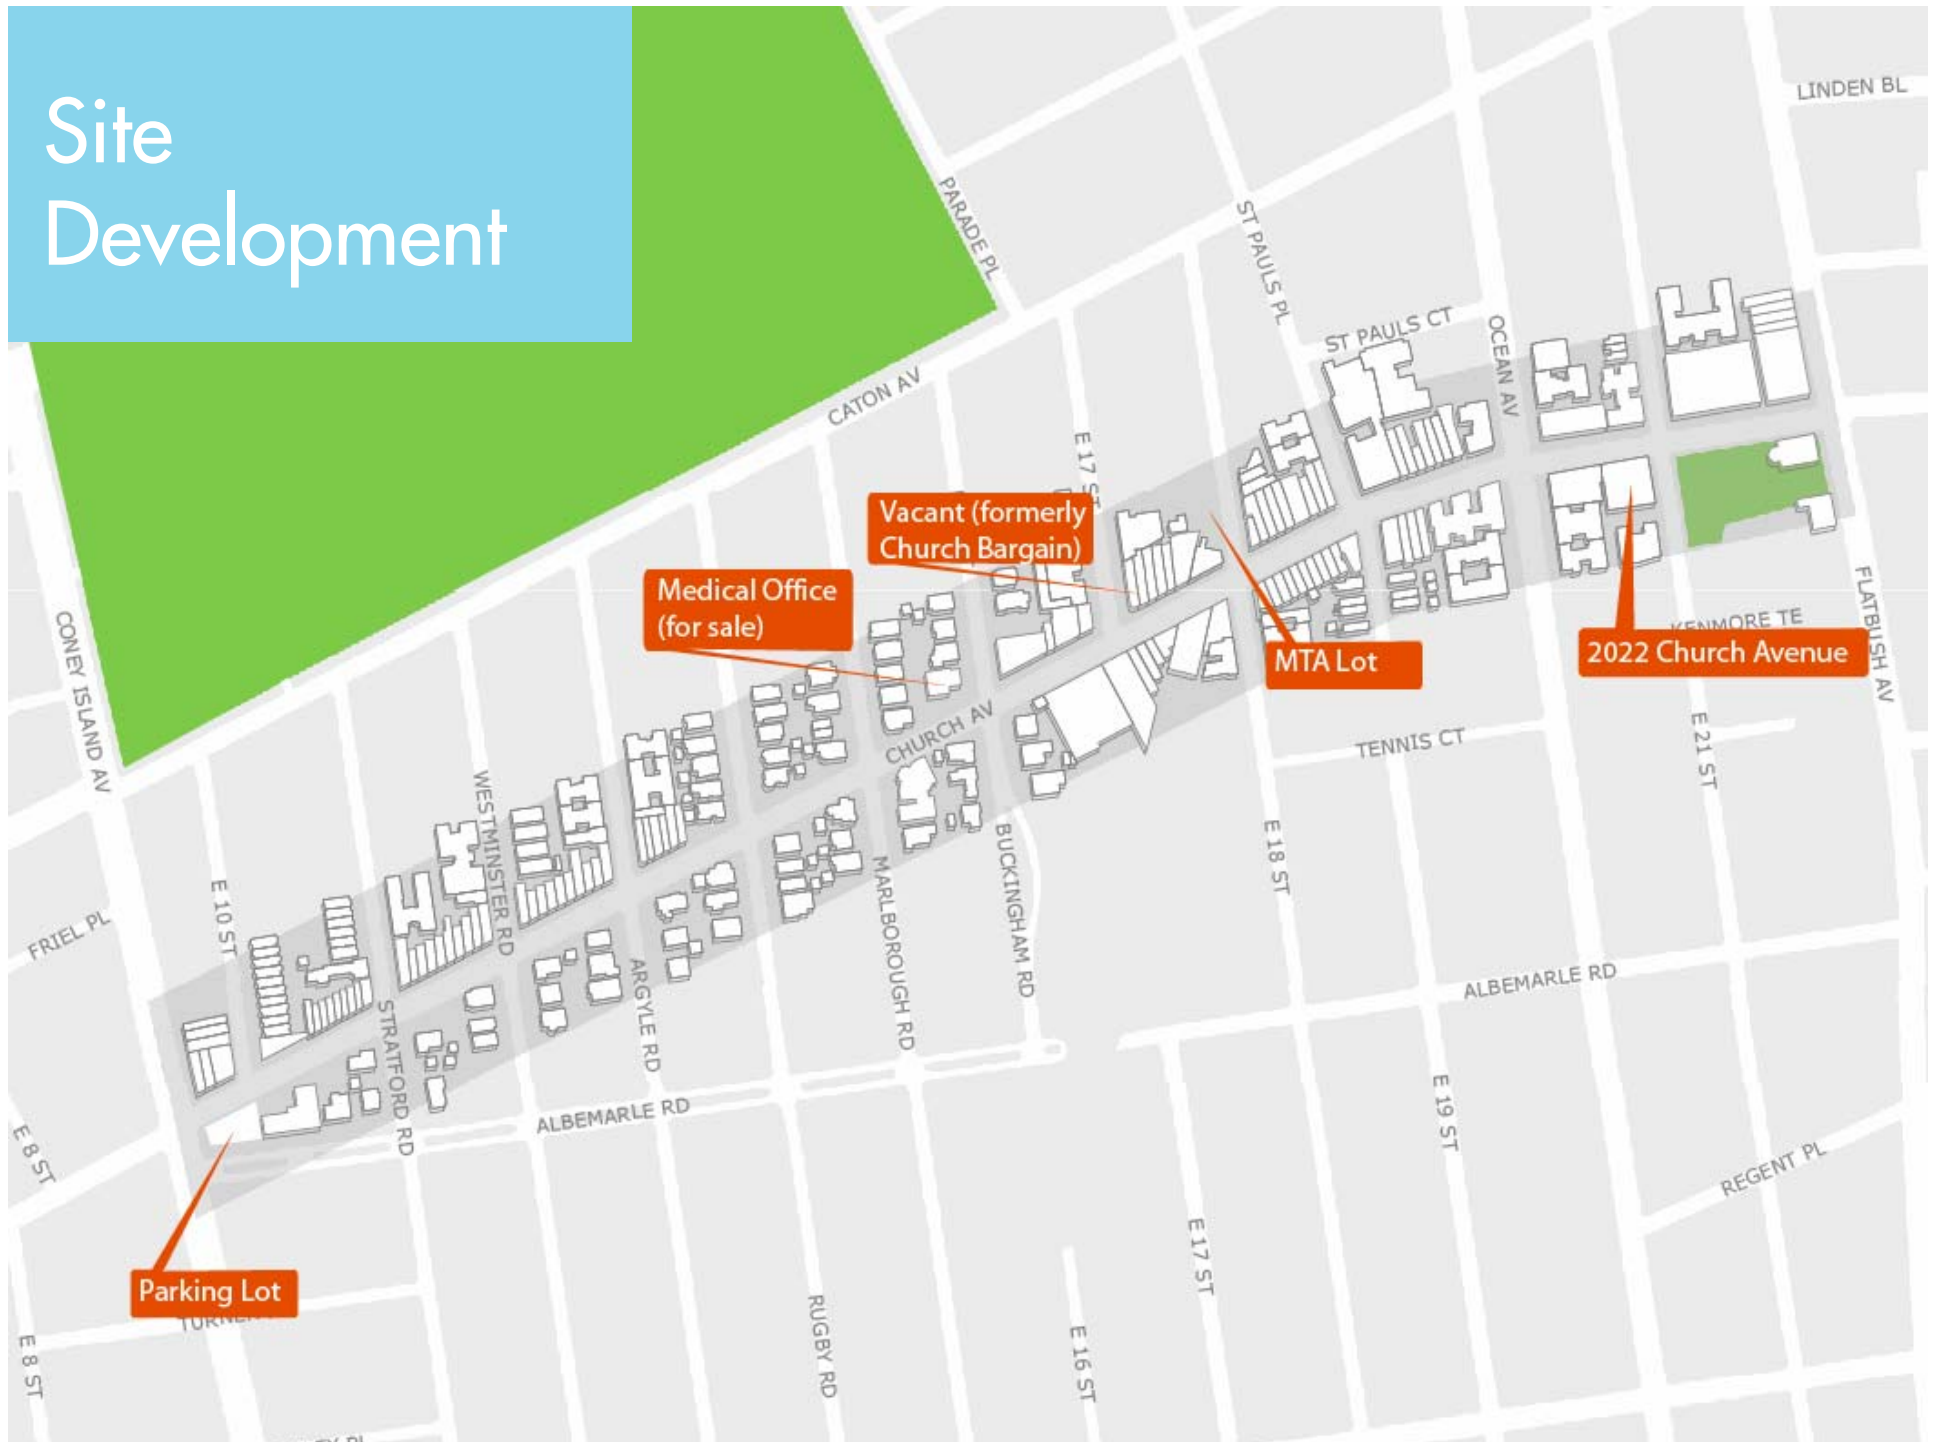 Site
Development
LINDEN BL
PARADE PL
ST PAULS PL
ST PAULS CT
OCEAN AV
CATON AV
E 17 ST
Vacant (formerly
Church Bargain)
Medical Office
(for sale)
MTA Lot
KENMORE TE
2022 Church Avenue
FLATBUSH AV
CONEY ISLAND AV
CHURCH AV
TENNIS CT
E 21 ST
WESTMINSTER RD
E 18 ST
MARLBOROUGH RD
BUCKINGHAM RD
E 10 ST
FRIEL PL
ARGYLE RD
ALBEMARLE RD
STRATFORD RD
ALBEMARLE RD
E 19 ST
E 8 ST
REGENT PL
E 17 ST
Parking Lot
RUGBY RD
E 16 ST
E 8 ST